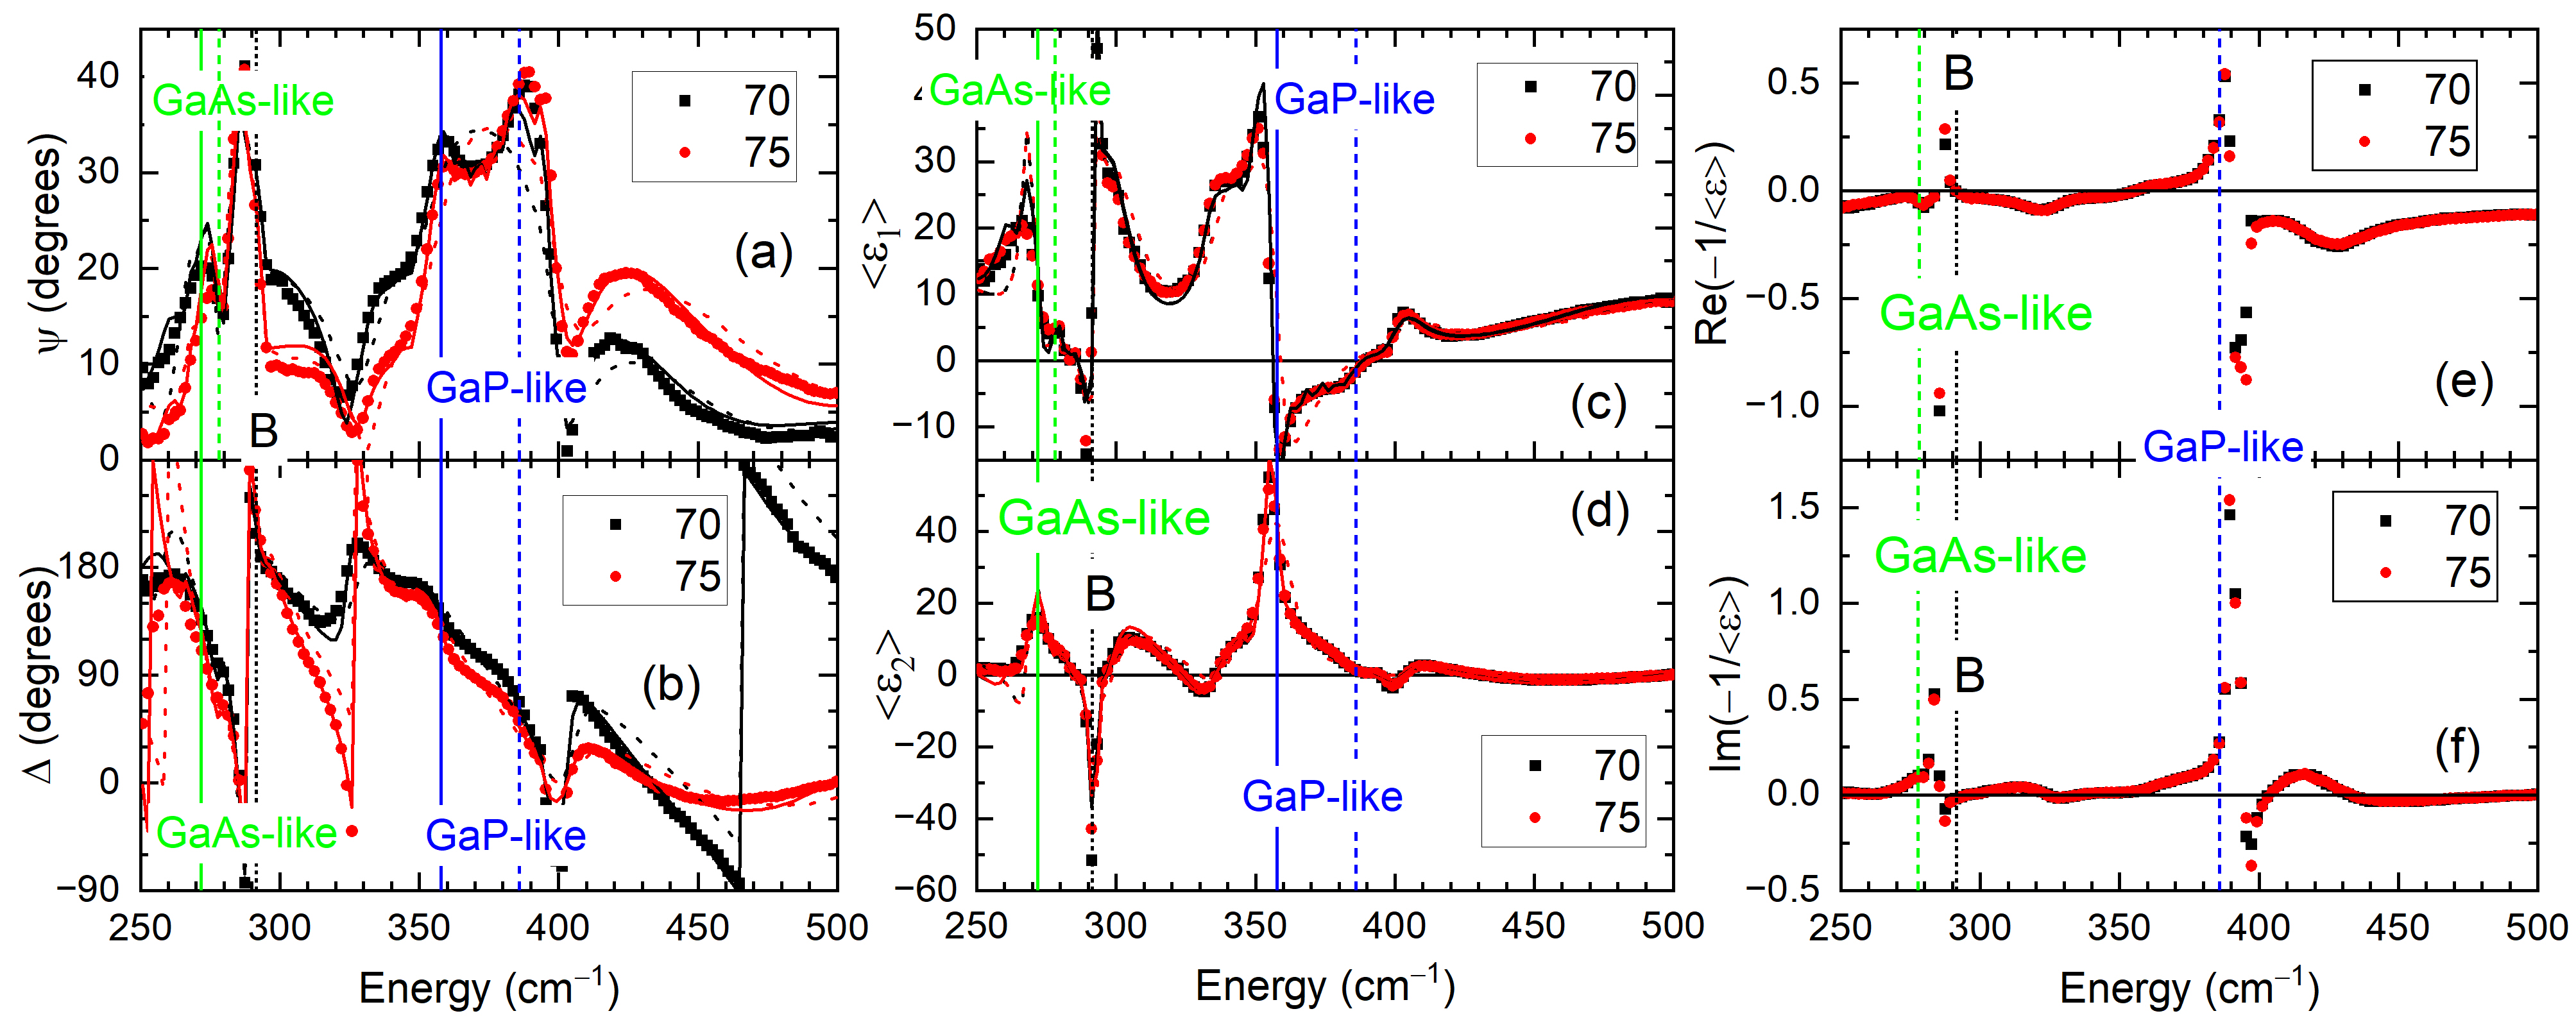 40
30
20
10
0
ψ (degrees)
GaAs-like
70
75
(a)
GaP-like
B
180
90
0
−90
Δ (degrees)
70
75
(b)
GaAs-like
GaP-like
250 300 350 400 450 500
Energy (cm⁻¹)
50
4
30
20
10
0
−10
<ε₁>
GaAs-like
GaP-like
70
75
(c)
40
20
0
−20
−40
−60
<ε₂>
GaAs-like
B
(d)
GaP-like
70
75
250 300 350 400 450 500
Energy (cm⁻¹)
0.5
0.0
−0.5
−1.0
Re(−1/<ε>)
B
70
75
GaAs-like
(e)
GaP-like
1.5
1.0
0.5
0.0
−0.5
Im(−1/<ε>)
GaAs-like
70
75
B
(f)
250 300 350 400 450 500
Energy (cm⁻¹)